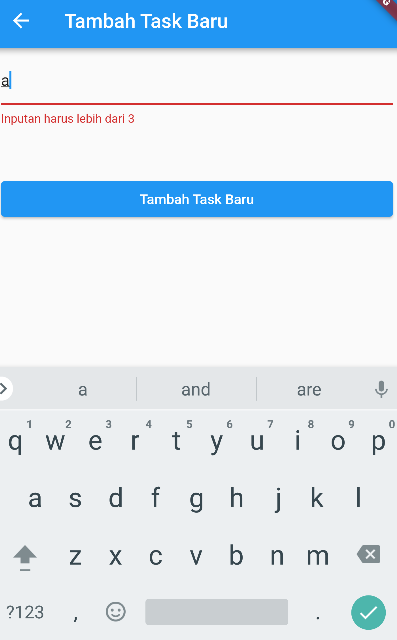 Tambah Task Baru
a
Inputan harus lebih dari 3
Tambah Task Baru
a and are
1 2 3 4 5 6 7 8 9 0
q w e r t y u i o p
a s d f g h j k l
z x c v b n m
?123 , .